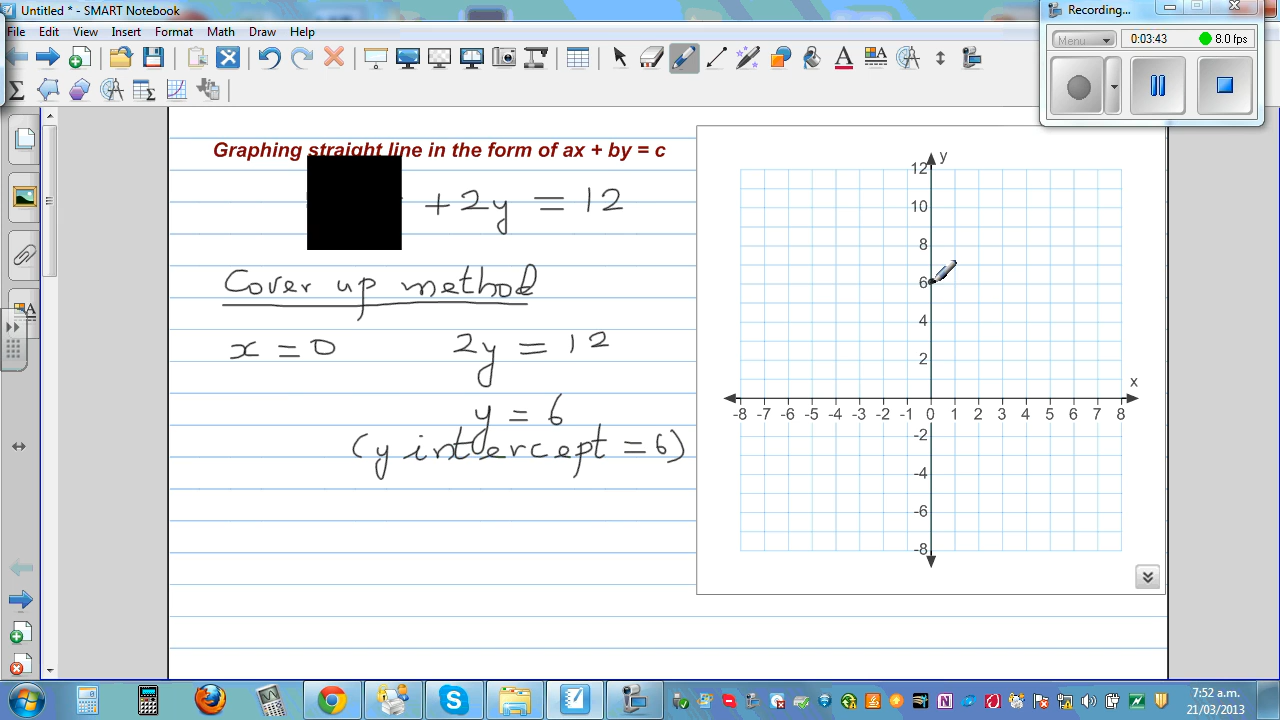 Untitled * - SMART Notebook
Recording...
File Edit View Insert Format Math Draw Help
Menu 0:03:43 8.0 fps
Graphing straight line in the form of ax + by = c
+ 2y = 12
Cover up method
x = 0 2y = 12
y = 6
(y intercept = 6)
y
12
10
8
6
4
2
x
-8 -7 -6 -5 -4 -3 -2 -1 0 1 2 3 4 5 6 7 8
-2
-4
-6
-8
7:52 a.m.
21/03/2013